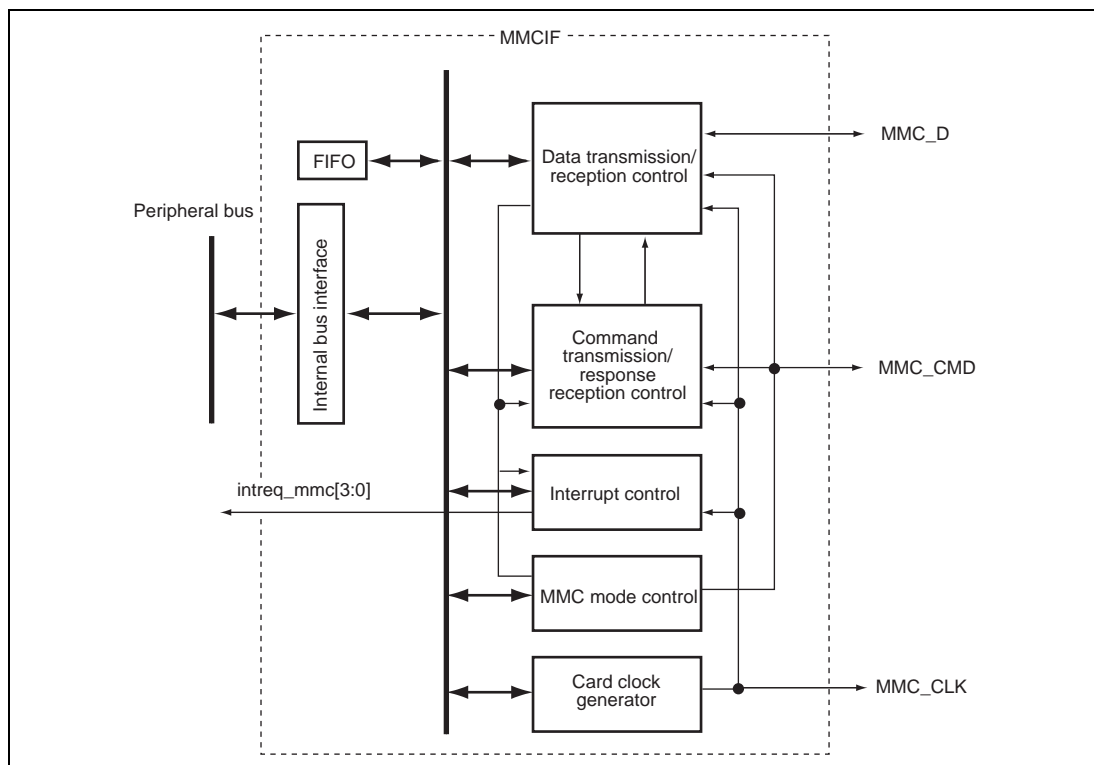 MMCIF
MMC_D
FIFO
Data transmission/
reception control
Peripheral bus
Internal bus interface
Command
transmission/
response
reception control
MMC_CMD
intreq_mmc[3:0]
Interrupt control
MMC mode control
Card clock
generator
MMC_CLK